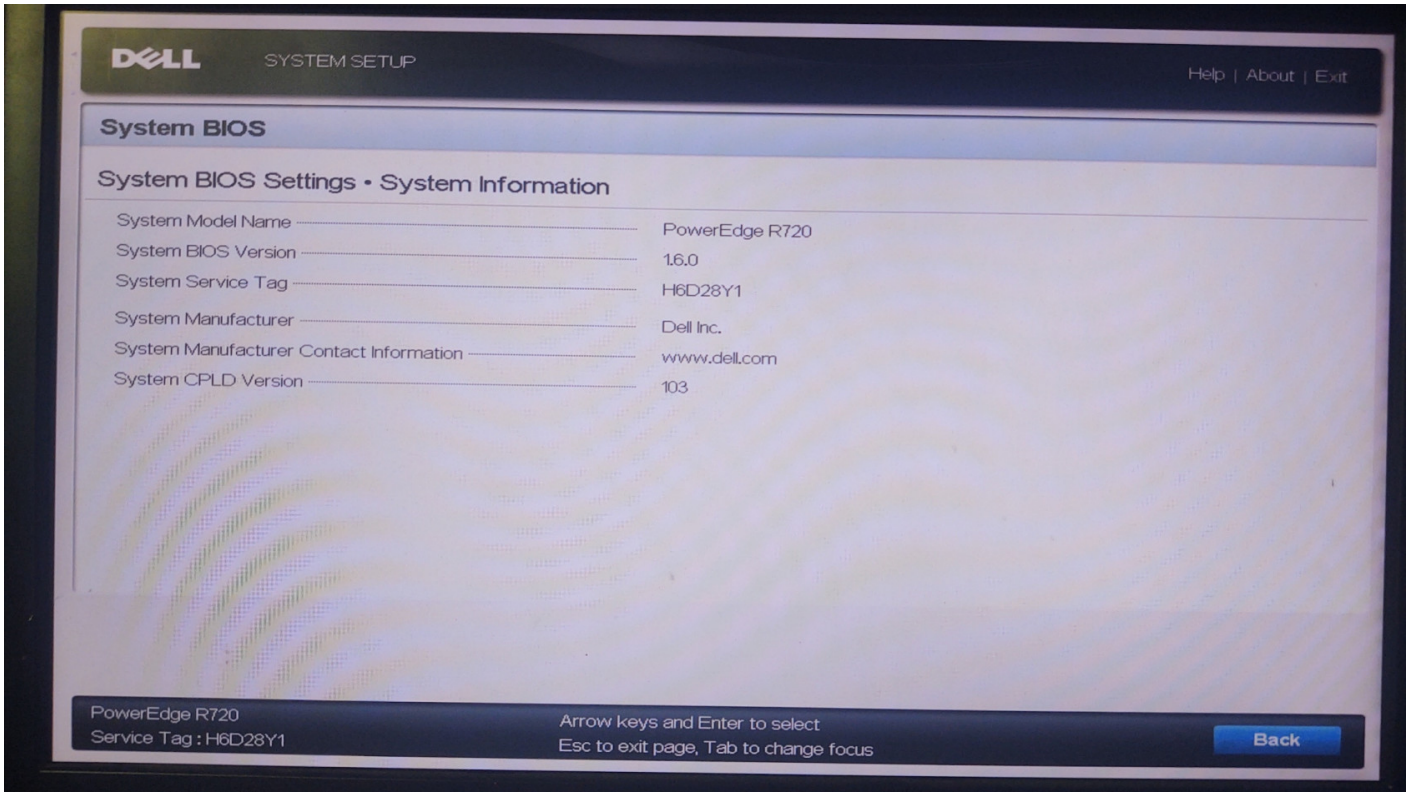 DELL SYSTEM SETUP
Help | About | Exit
System BIOS
System BIOS Settings • System Information
System Model Name PowerEdge R720
System BIOS Version 1.6.0
System Service Tag H6D28Y1
System Manufacturer Dell Inc.
System Manufacturer Contact Information www.dell.com
System CPLD Version 103
PowerEdge R720
Service Tag : H6D28Y1
Arrow keys and Enter to select
Esc to exit page, Tab to change focus
Back